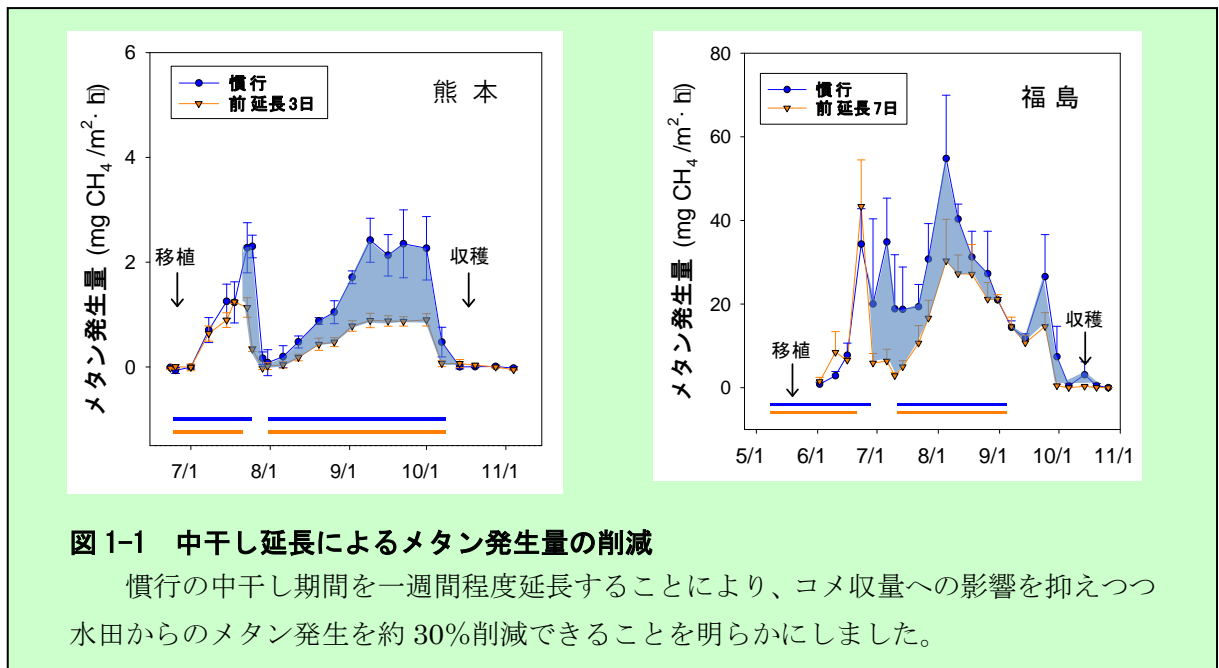 6
4
2
0
メタン発生量 (mg CH₄ /m²· h)
慣行
前延長3日
熊 本
移植
収穫
7/1 8/1 9/1 10/1 11/1
80
60
40
20
0
メタン発生量 (mg CH₄ /m²· h)
慣行
前延長7日
福 島
移植
収穫
5/1 6/1 7/1 8/1 9/1 10/1 11/1
図 1-1 中干し延長によるメタン発生量の削減
慣行の中干し期間を一週間程度延長することにより、コメ収量への影響を抑えつつ
水田からのメタン発生を約 30%削減できることを明らかにしました。